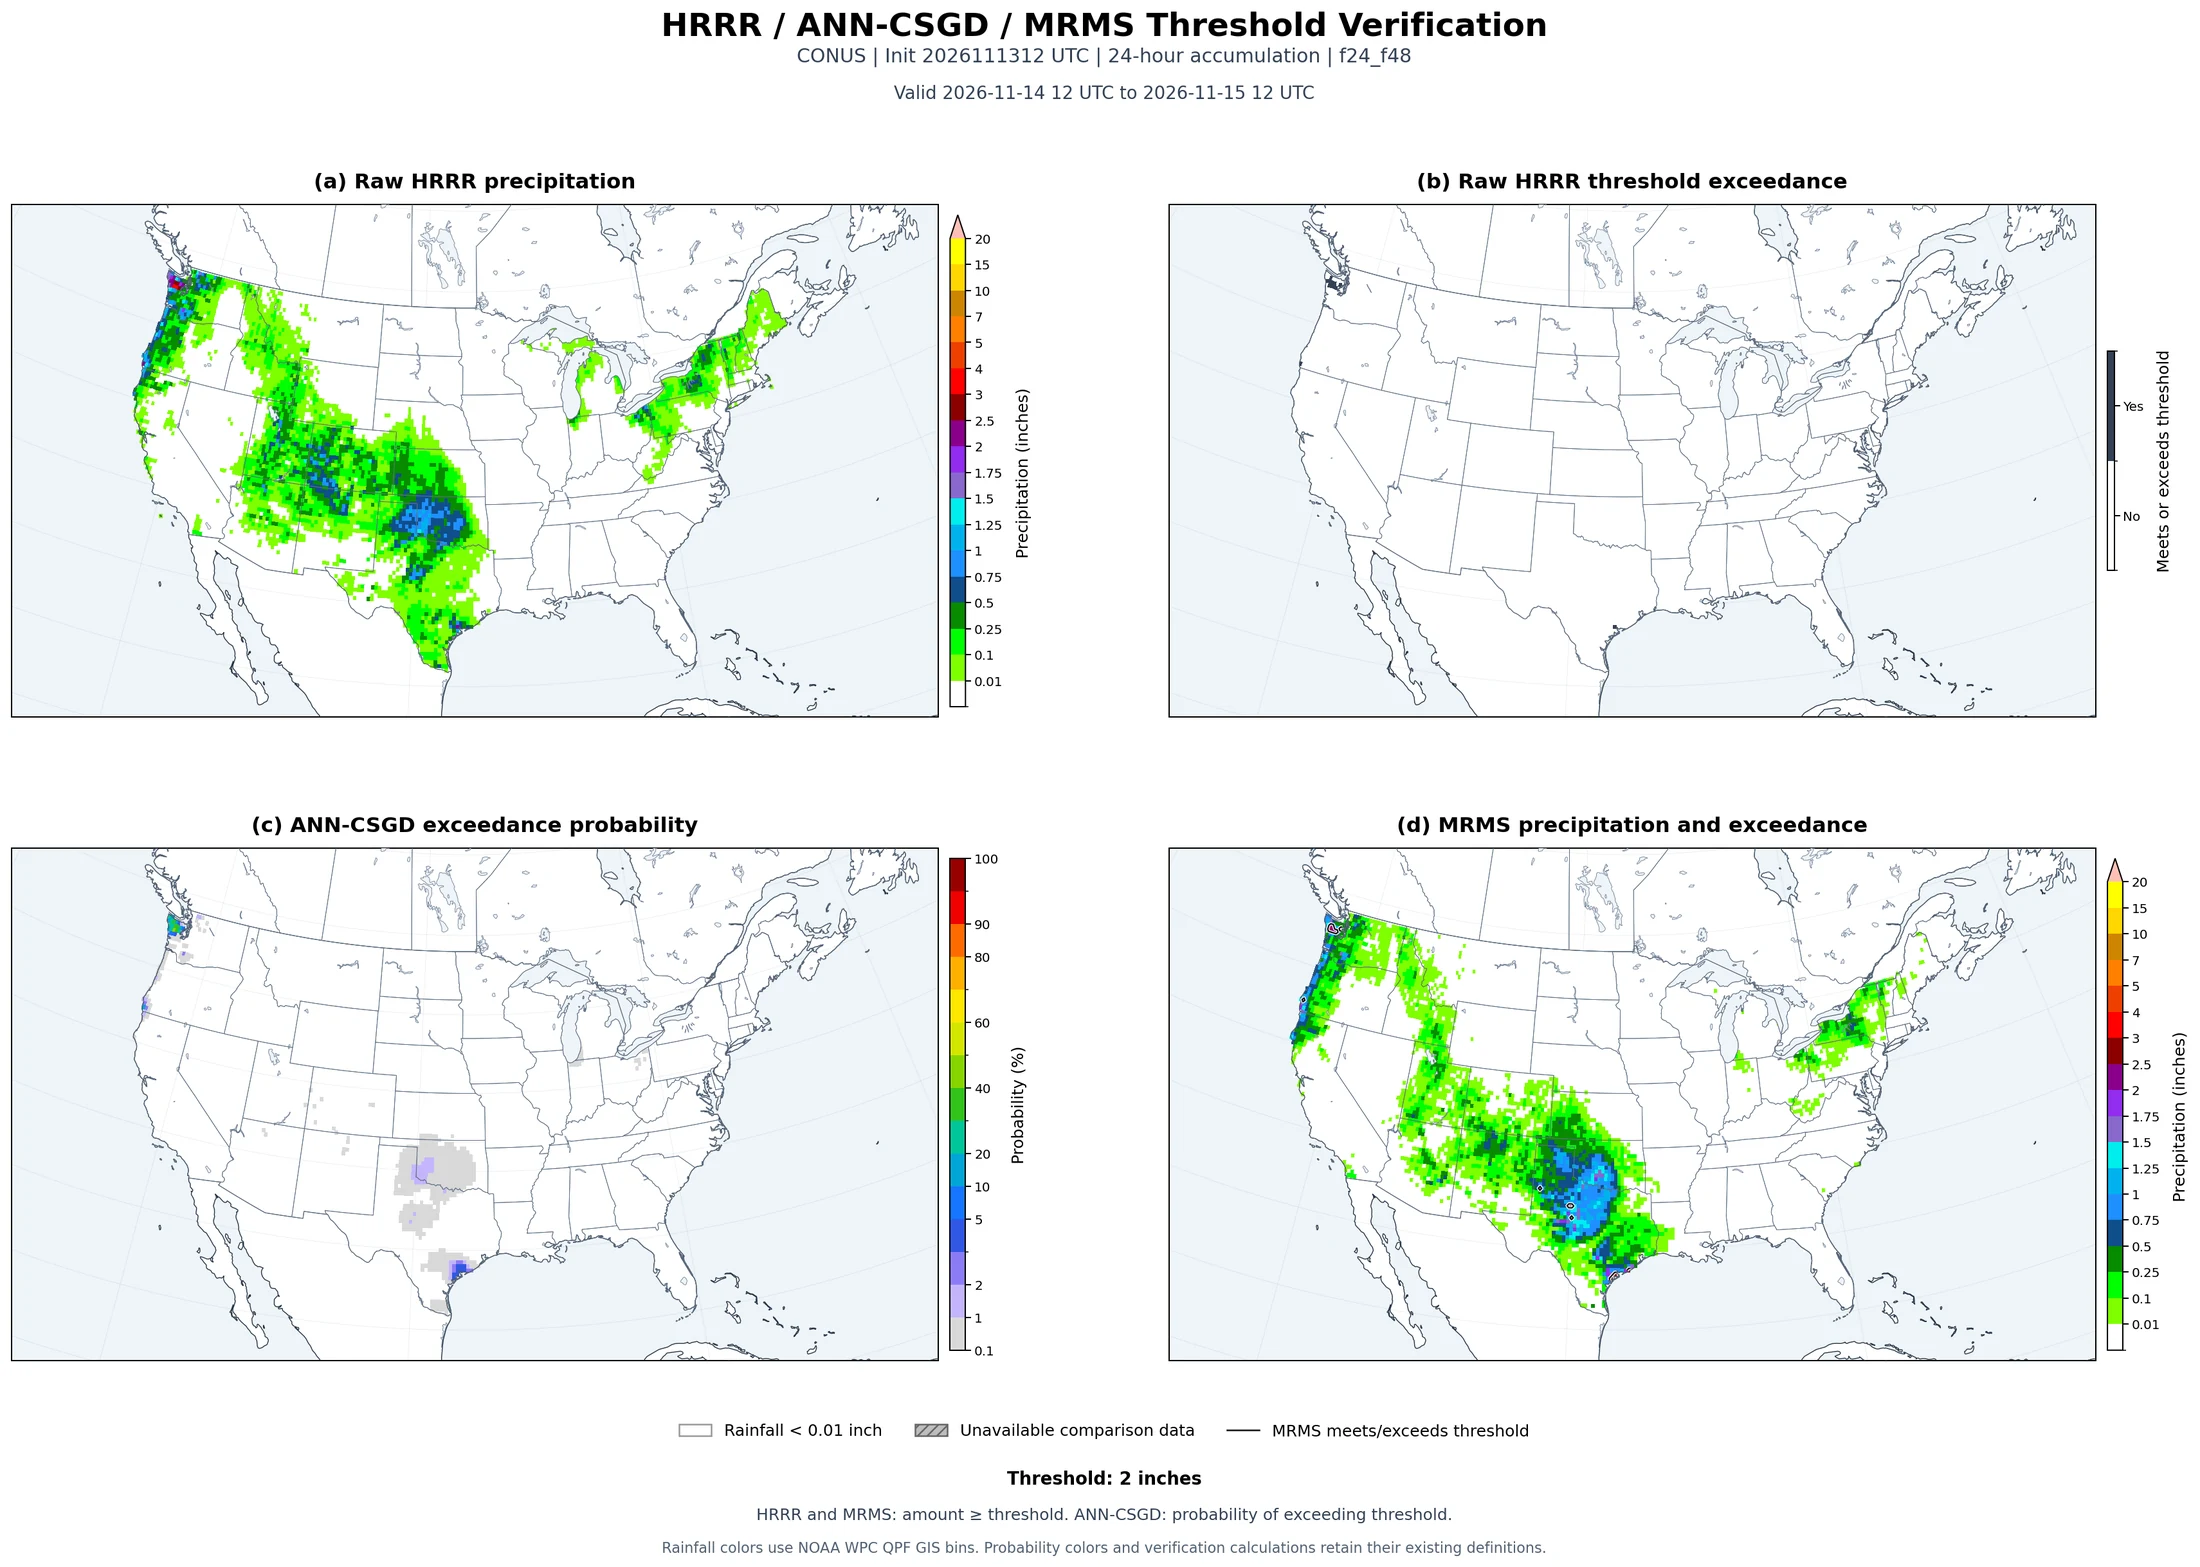 HRRR / ANN-CSGD / MRMS Threshold Verification
CONUS | Init 2026111312 UTC | 24-hour accumulation | f24_f48
Valid 2026-11-14 12 UTC to 2026-11-15 12 UTC
(a) Raw HRRR precipitation
20
15
10
7
5
4
3
2.5
2
1.75
1.5
1.25
1
0.75
0.5
0.25
0.1
0.01
Precipitation (inches)
(b) Raw HRRR threshold exceedance
Yes
No
Meets or exceeds threshold
(c) ANN-CSGD exceedance probability
100
90
80
60
40
20
10
5
2
1
0.1
Probability (%)
(d) MRMS precipitation and exceedance
20
15
10
7
5
4
3
2.5
2
1.75
1.5
1.25
1
0.75
0.5
0.25
0.1
0.01
Precipitation (inches)
Rainfall < 0.01 inch
Unavailable comparison data
MRMS meets/exceeds threshold
Threshold: 2 inches
HRRR and MRMS: amount ≥ threshold. ANN-CSGD: probability of exceeding threshold.
Rainfall colors use NOAA WPC QPF GIS bins. Probability colors and verification calculations retain their existing definitions.